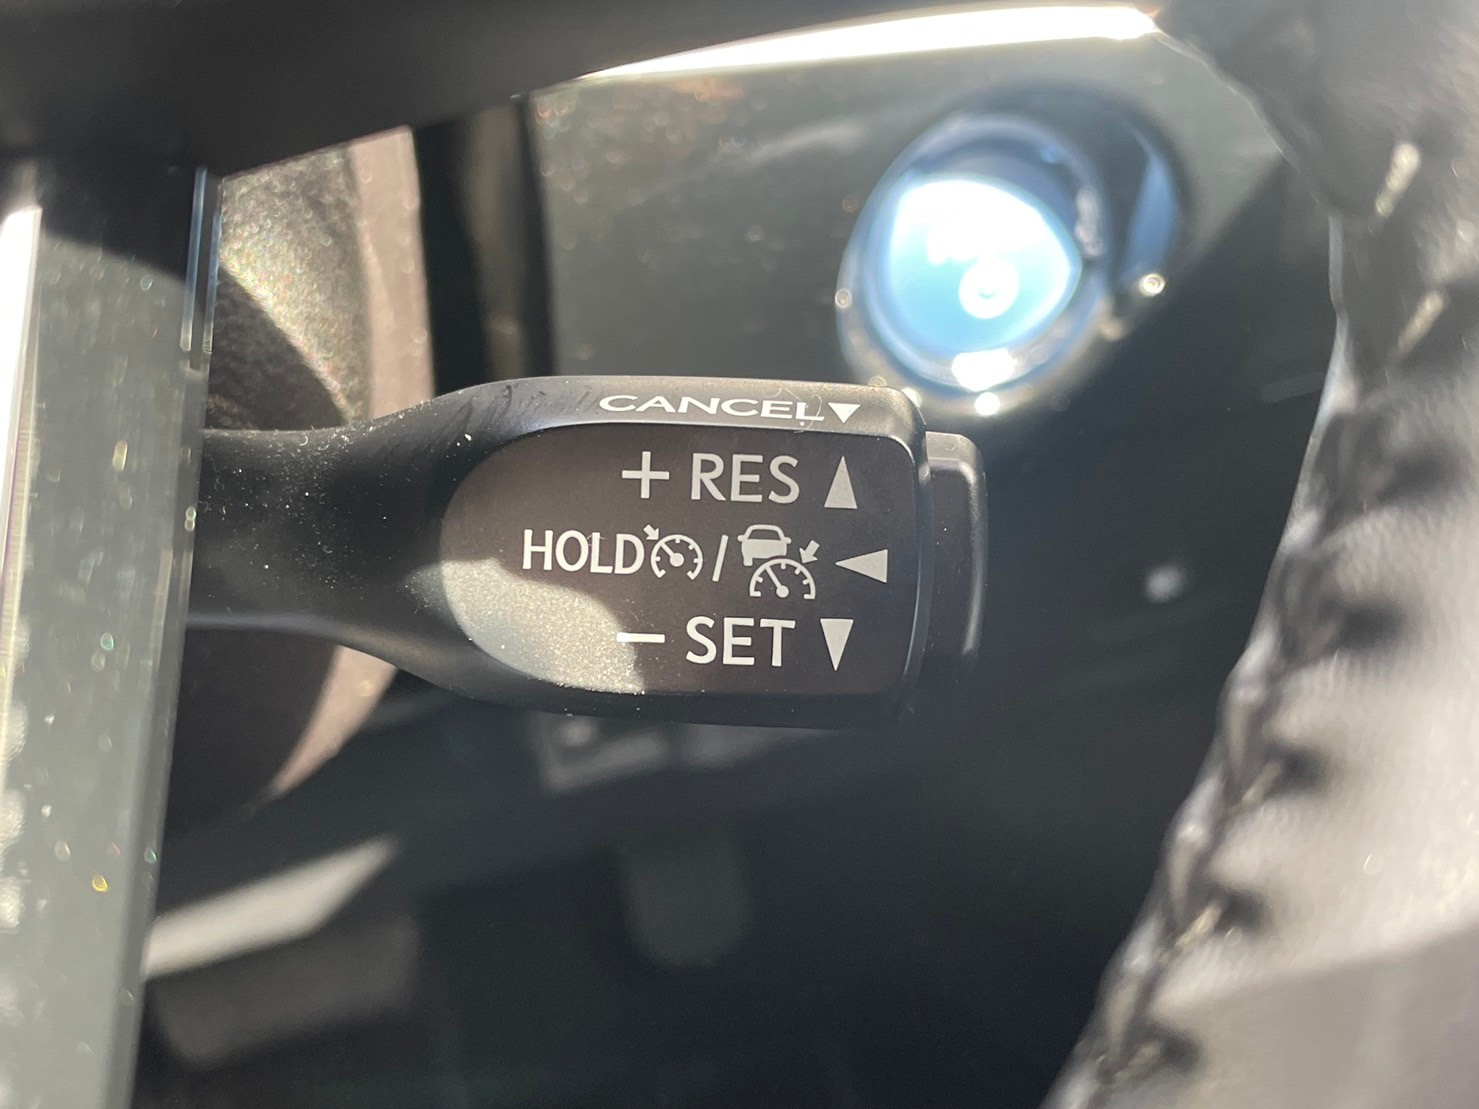 CANCEL▼
+ RES ▲
HOLD / ◀
− SET ▼